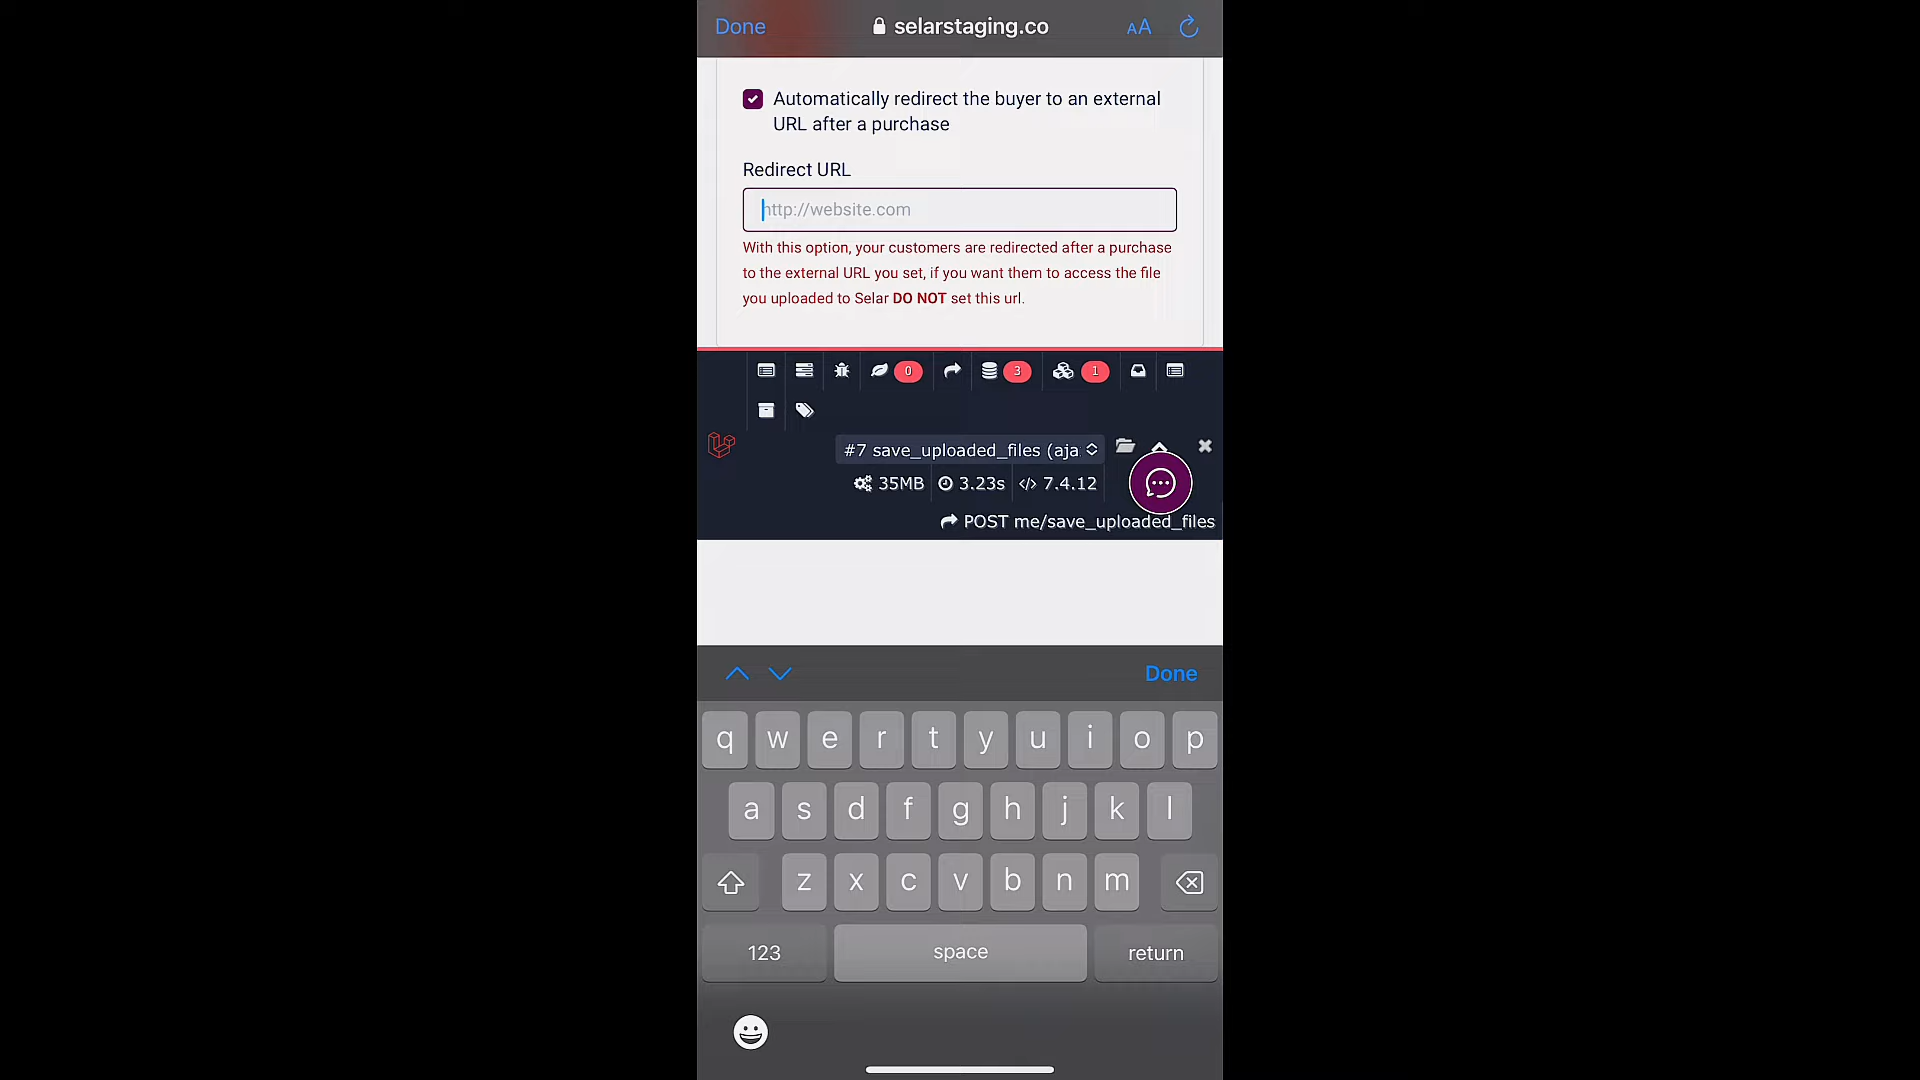 Done
selarstaging.co
AA
Automatically redirect the buyer to an external
URL after a purchase
Redirect URL
http://website.com
With this option, your customers are redirected after a purchase
to the external URL you set, if you want them to access the file
you uploaded to Selar DO NOT set this url.
0
3
1
#7 save_uploaded_files (aja
35MB
3.23s
7.4.12
POST me/save_uploaded_files
Done
q w e r t y u i o p
a s d f g h j k l
z x c v b n m
123 space return